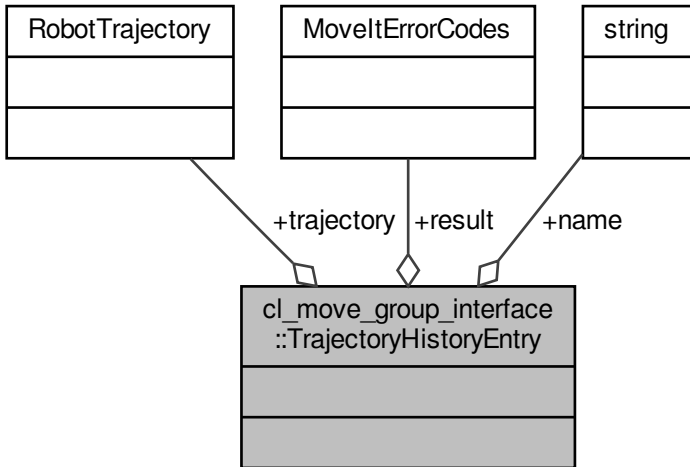 RobotTrajectory
MoveItErrorCodes
string
+trajectory
+result
+name
cl_move_group_interface
::TrajectoryHistoryEntry